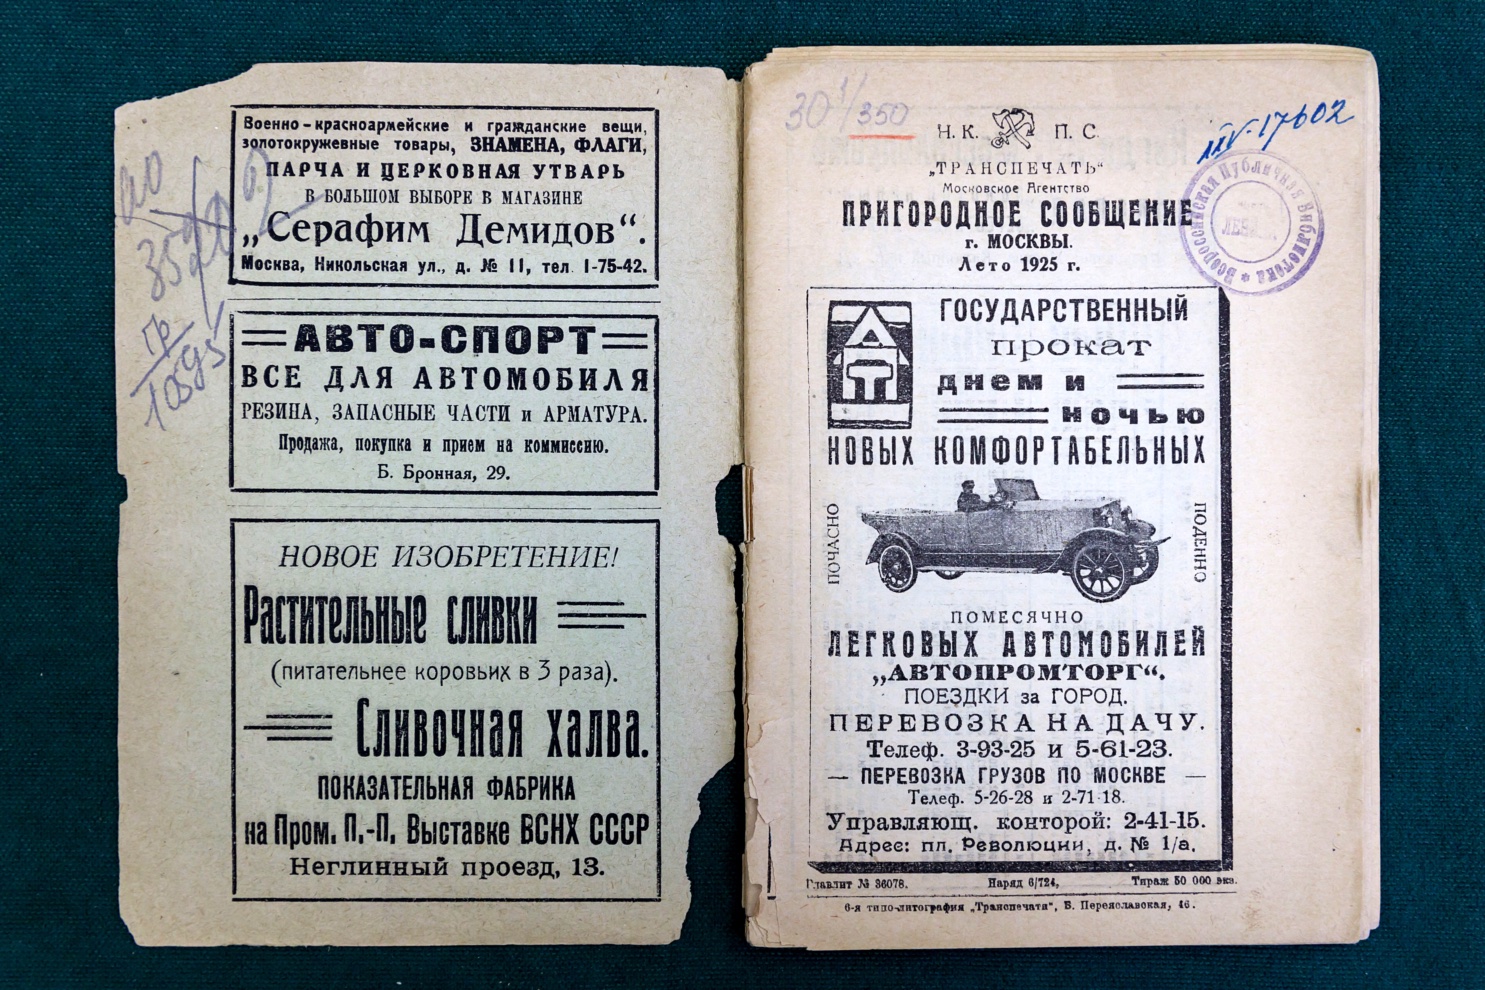 Военно-красноармейские и гражданские вещи,
золотокружевные товары, ЗНАМЕНА, ФЛАГИ,
ПАРЧА И ЦЕРКОВНАЯ УТВАРЬ
В БОЛЬШОМ ВЫБОРЕ В МАГАЗИНЕ
„Серафим Демидов“.
Москва, Никольская ул., д. № 11, тел. 1-75-42.
АВТО-СПОРТ
ВСЕ ДЛЯ АВТОМОБИЛЯ
РЕЗИНА, ЗАПАСНЫЕ ЧАСТИ и АРМАТУРА.
Продажа, покупка и прием на коммиссию.
Б. Бронная, 29.
НОВОЕ ИЗОБРЕТЕНИЕ!
Растительные сливки
(питательнее коровьих в 3 раза).
Сливочная халва.
ПОКАЗАТЕЛЬНАЯ ФАБРИКА
на Пром. П.-П. Выставке ВСНХ СССР
Неглинный проезд, 13.
350
17602
Н. К. П. С.
„ТРАНСПЕЧАТЬ“
Московское Агентство
ПРИГОРОДНОЕ СООБЩЕНИЕ
г. МОСКВЫ.
Лето 1925 г.
Всероссийская Публичная Библиотека
ГОСУДАРСТВЕННЫЙ
прокат
днем и
ночью
НОВЫХ КОМФОРТАБЕЛЬНЫХ
ПОЧАСНО
ПОДЕННО
ПОМЕСЯЧНО
ЛЕГКОВЫХ АВТОМОБИЛЕЙ
„АВТОПРОМТОРГ“.
ПОЕЗДКИ за ГОРОД.
ПЕРЕВОЗКА НА ДАЧУ.
Телеф. 3-93-25 и 5-61-23.
— ПЕРЕВОЗКА ГРУЗОВ ПО МОСКВЕ —
Телеф. 5-26-28 и 2-71-18.
Управляющ. конторой: 2-41-15.
Адрес: пл. Революции, д. № 1/а.
Главлит № 36078. Наряд 6/724, Тираж 50 000 экз.
6-я типо-литография „Транспечати“, Б. Переяславская, 46.